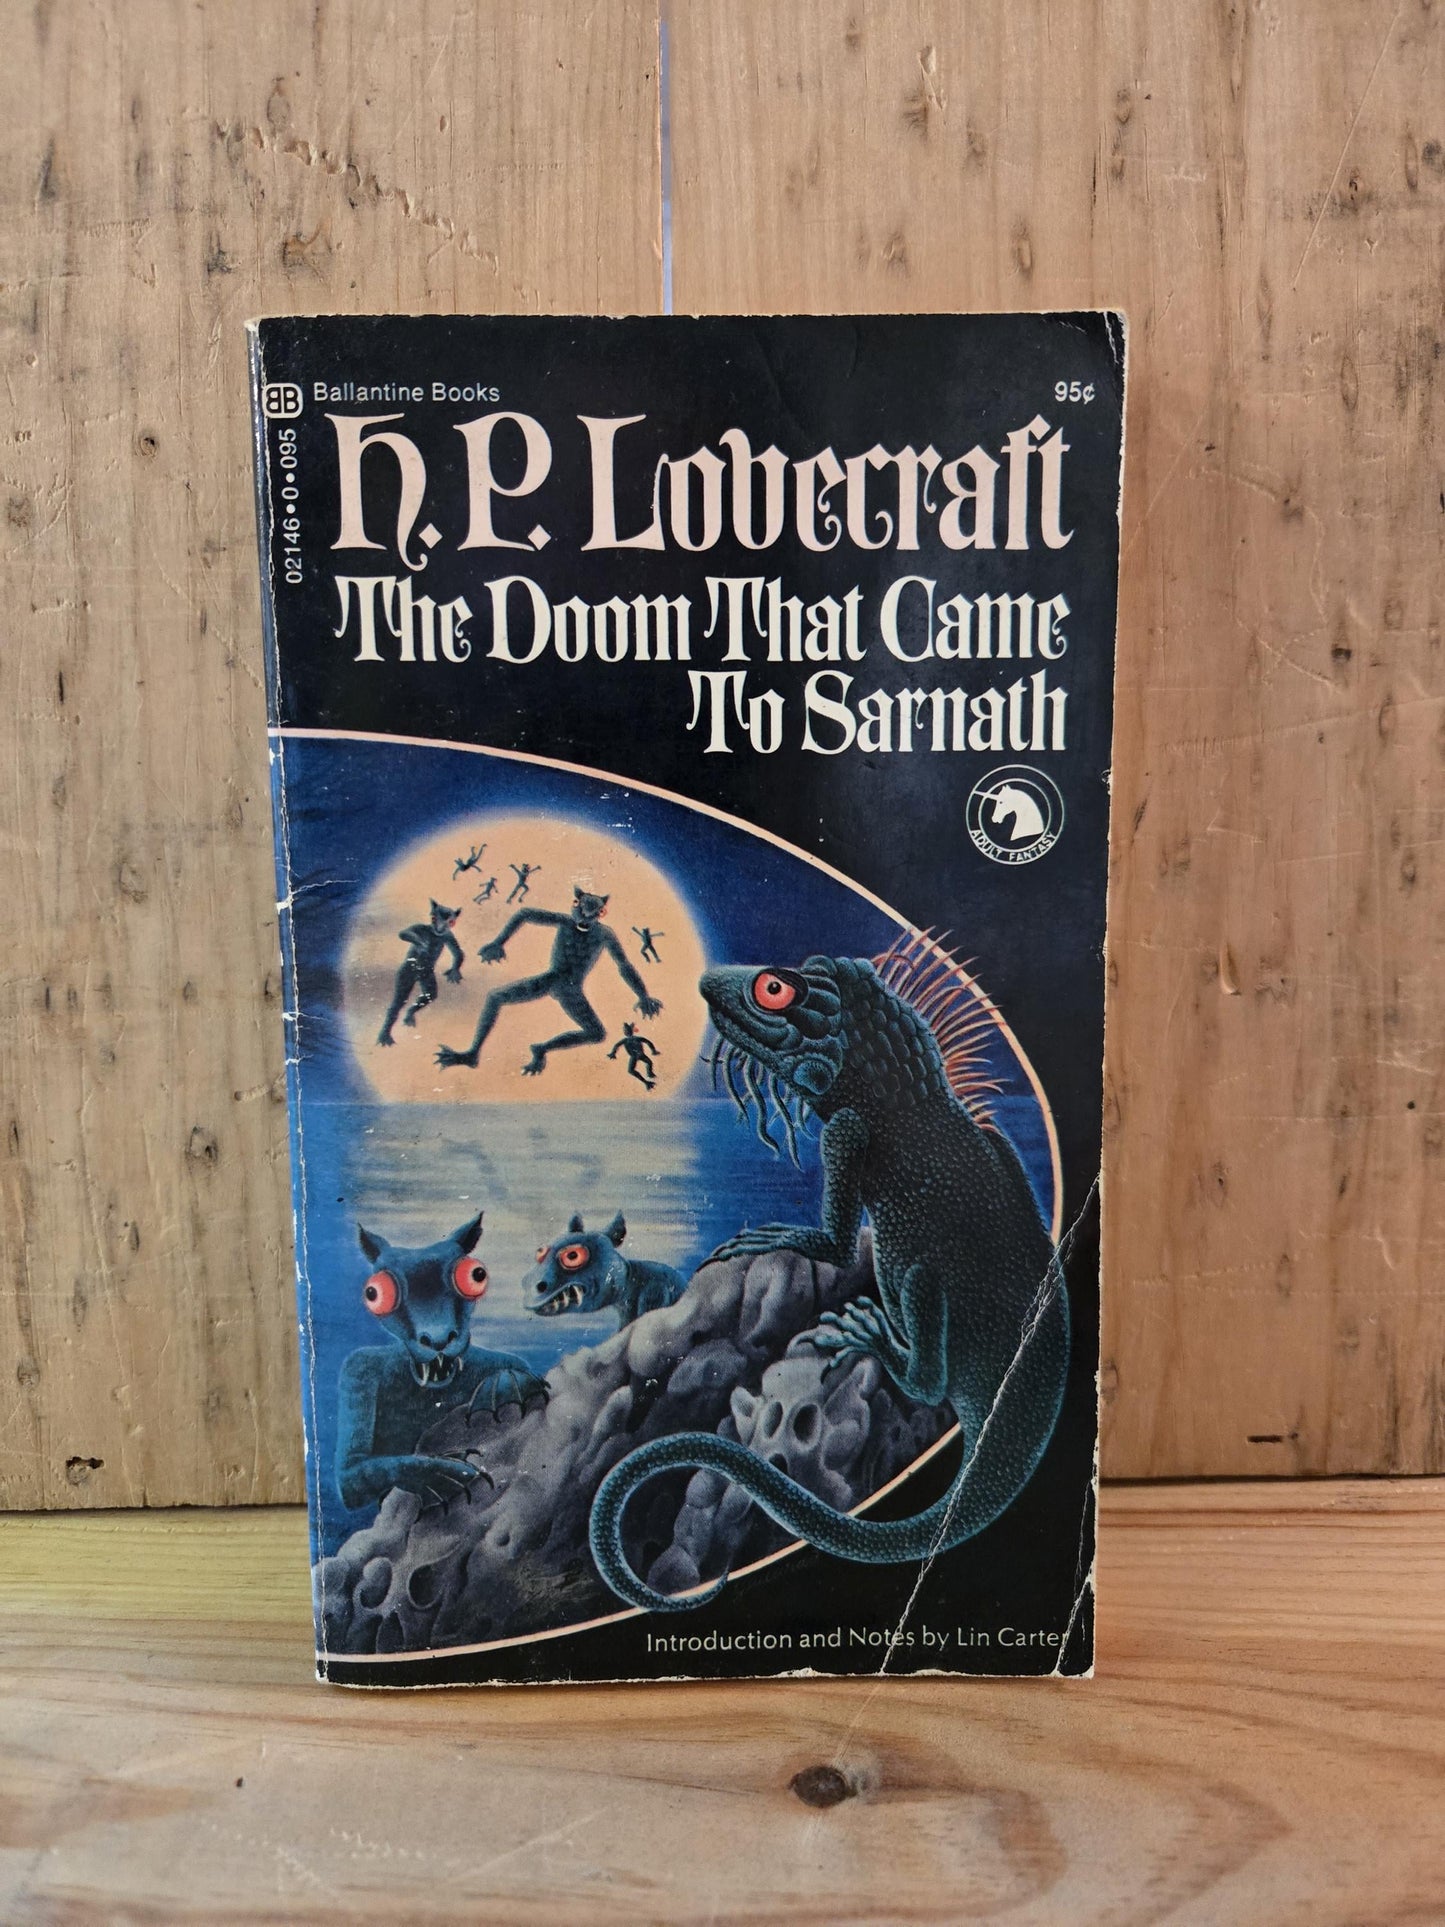 BB Ballantine Books 95¢
02146•0•095
H.P. Lovecraft
The Doom That Came
To Sarnath
ADULT FANTASY
Introduction and Notes by Lin Carter